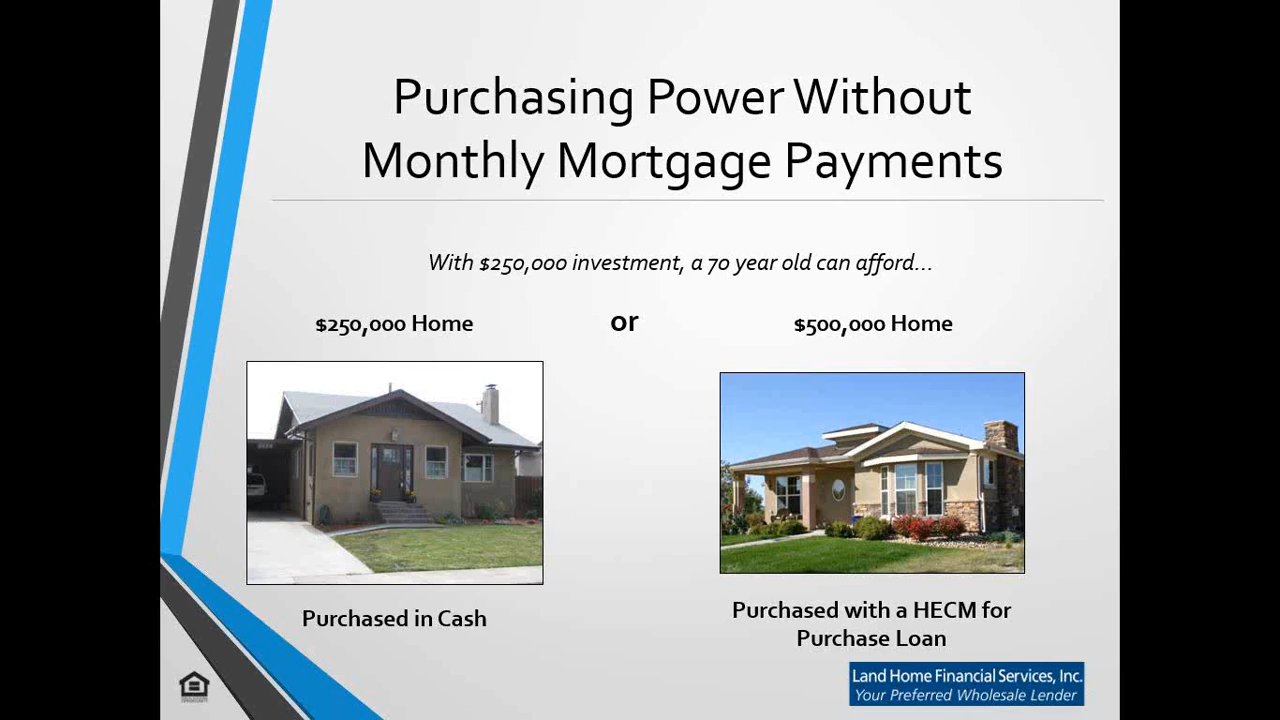 Purchasing Power Without
Monthly Mortgage Payments
With $250,000 investment, a 70 year old can afford...
$250,000 Home
or
$500,000 Home
Purchased in Cash
Purchased with a HECM for
Purchase Loan
Land Home Financial Services, Inc.
Your Preferred Wholesale Lender